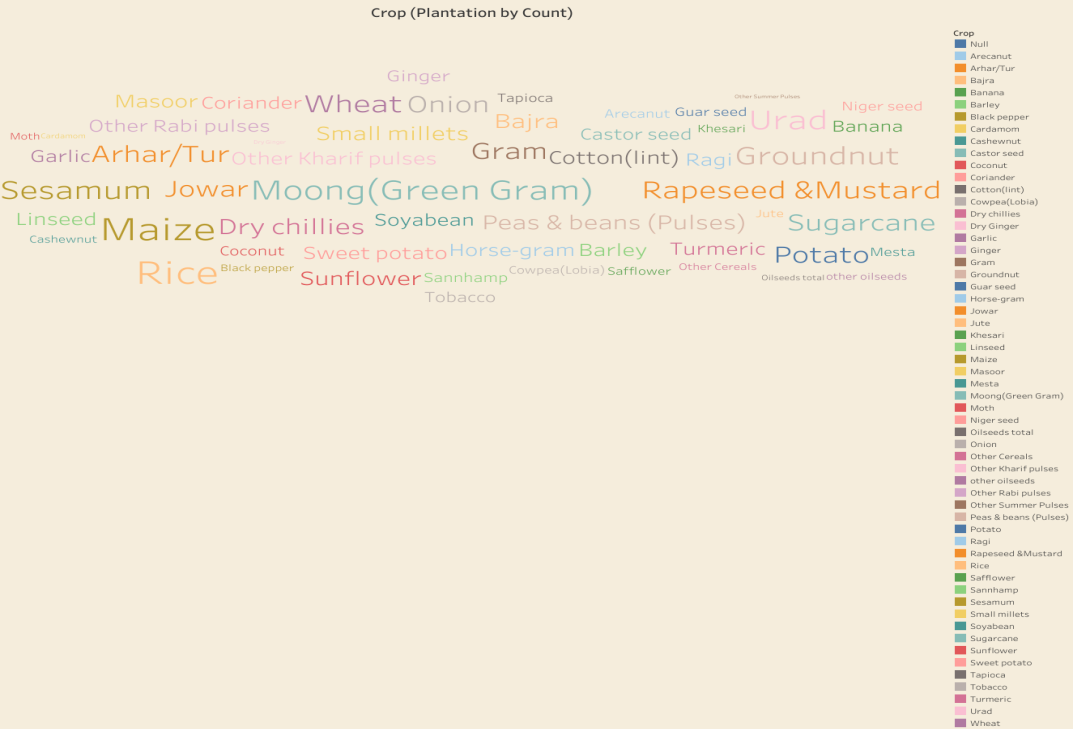 Crop (Plantation by Count)
Ginger
Masoor Coriander Wheat Onion Tapioca Other Summer Pulses
Arecanut Guar seed Urad Niger seed
Other Rabi pulses Small millets Bajra Castor seed Khesari Banana
Moth Cardamom
Garlic Arhar/Tur Other Kharif pulses Gram Cotton(lint) Ragi Groundnut
Sesamum Jowar Moong(Green Gram) Rapeseed &Mustard
Linseed Maize Dry chillies Soyabean Peas & beans (Pulses) Jute Sugarcane
Cashewnut
Coconut Sweet potato Horse-gram Barley Turmeric Potato Mesta
Rice Black pepper Sunflower Sannhamp Cowpea(Lobia) Safflower Other Cereals Oilseeds total other oilseeds
Tobacco
Crop
Null
Arecanut
Arhar/Tur
Bajra
Banana
Barley
Black pepper
Cardamom
Cashewnut
Castor seed
Coconut
Coriander
Cotton(lint)
Cowpea(Lobia)
Dry chillies
Dry Ginger
Garlic
Ginger
Gram
Groundnut
Guar seed
Horse-gram
Jowar
Jute
Khesari
Linseed
Maize
Masoor
Mesta
Moong(Green Gram)
Moth
Niger seed
Oilseeds total
Onion
Other Cereals
Other Kharif pulses
other oilseeds
Other Rabi pulses
Other Summer Pulses
Peas & beans (Pulses)
Potato
Ragi
Rapeseed &Mustard
Rice
Safflower
Sannhamp
Sesamum
Small millets
Soyabean
Sugarcane
Sunflower
Sweet potato
Tapioca
Tobacco
Turmeric
Urad
Wheat